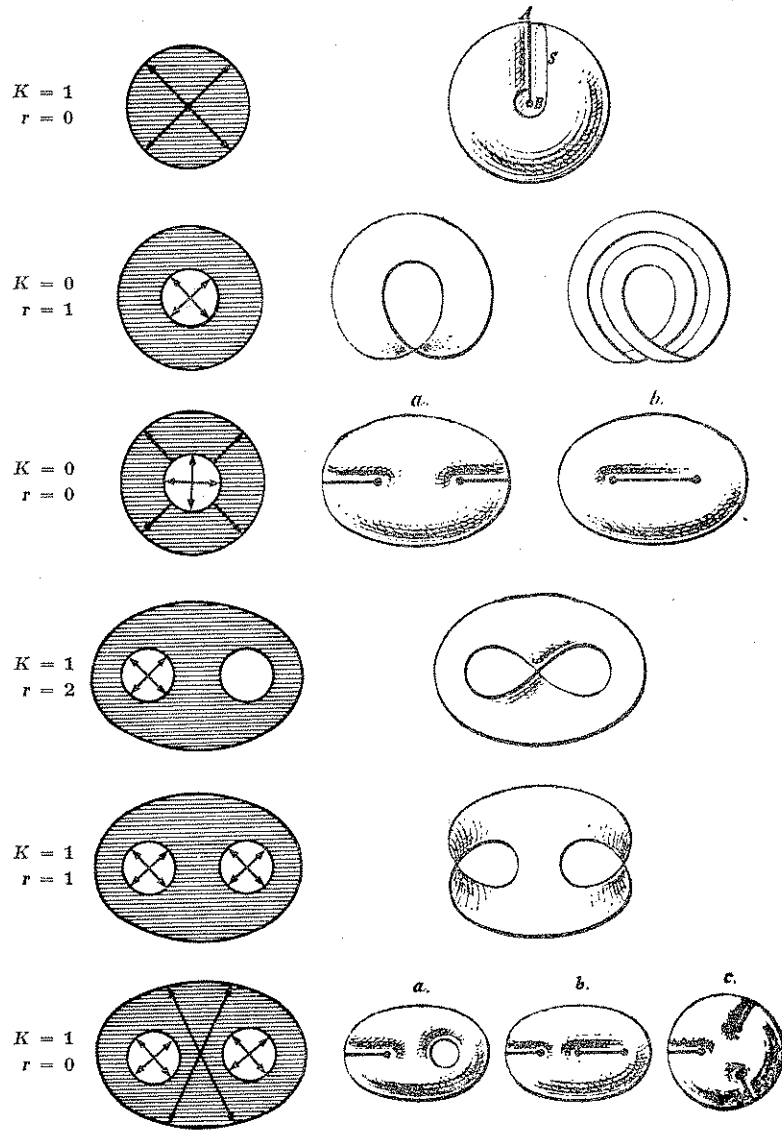 A
S
B
K = 1
r = 0
K = 0
r = 1
a.
b.
K = 0
r = 0
K = 1
r = 2
K = 1
r = 1
a.
b.
c.
K = 1
r = 0